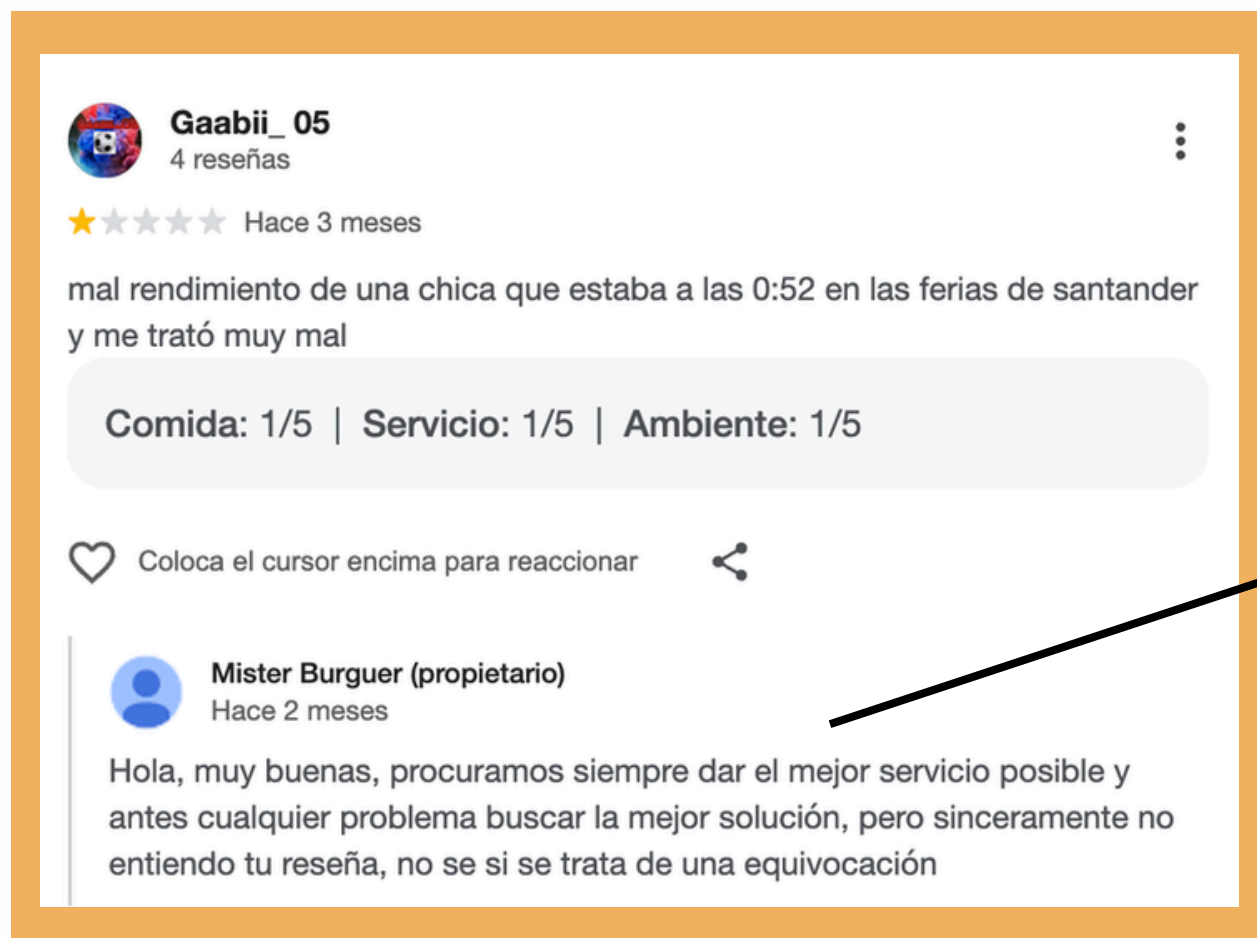 Gaabii_ 05
4 reseñas
Hace 3 meses
mal rendimiento de una chica que estaba a las 0:52 en las ferias de santander
y me trató muy mal
Comida: 1/5 | Servicio: 1/5 | Ambiente: 1/5
Coloca el cursor encima para reaccionar
Mister Burguer (propietario)
Hace 2 meses
Hola, muy buenas, procuramos siempre dar el mejor servicio posible y
antes cualquier problema buscar la mejor solución, pero sinceramente no
entiendo tu reseña, no se si se trata de una equivocación